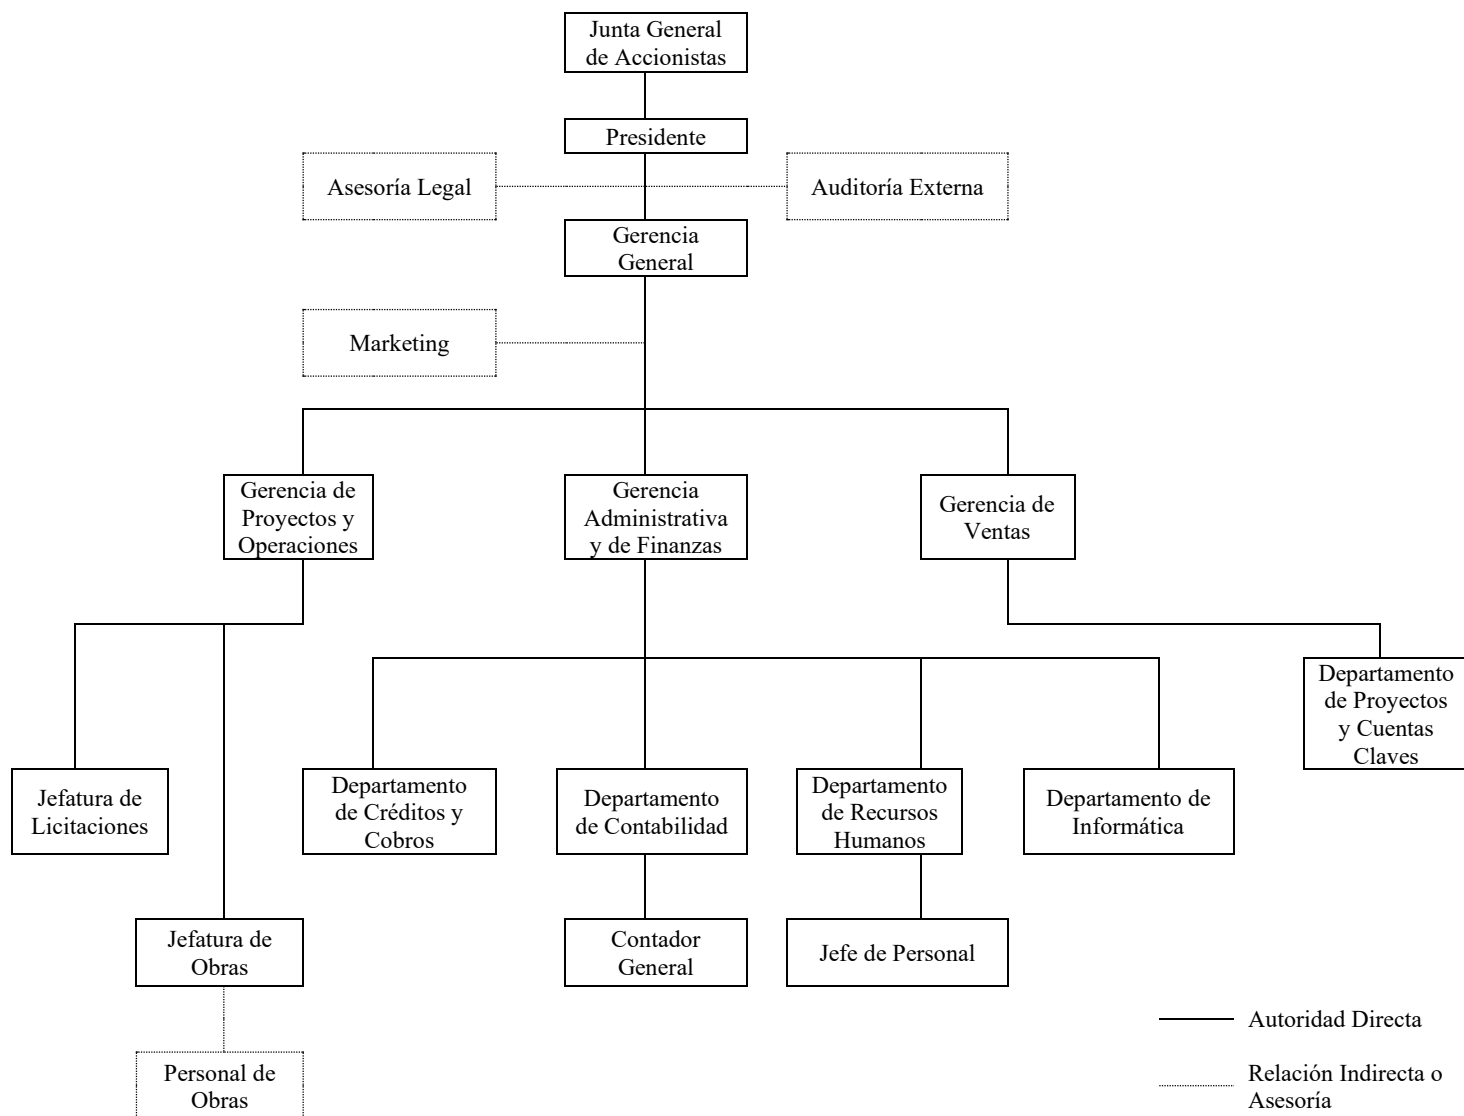 Junta General
de Accionistas
Presidente
Asesoría Legal
Auditoría Externa
Gerencia
General
Marketing
Gerencia de
Proyectos y
Operaciones
Gerencia
Administrativa
y de Finanzas
Gerencia de
Ventas
Departamento
de Proyectos
y Cuentas
Claves
Jefatura de
Licitaciones
Departamento
de Créditos y
Cobros
Departamento
de Contabilidad
Departamento
de Recursos
Humanos
Departamento de
Informática
Jefatura de
Obras
Contador
General
Jefe de Personal
Autoridad Directa
Personal de
Obras
Relación Indirecta o
Asesoría